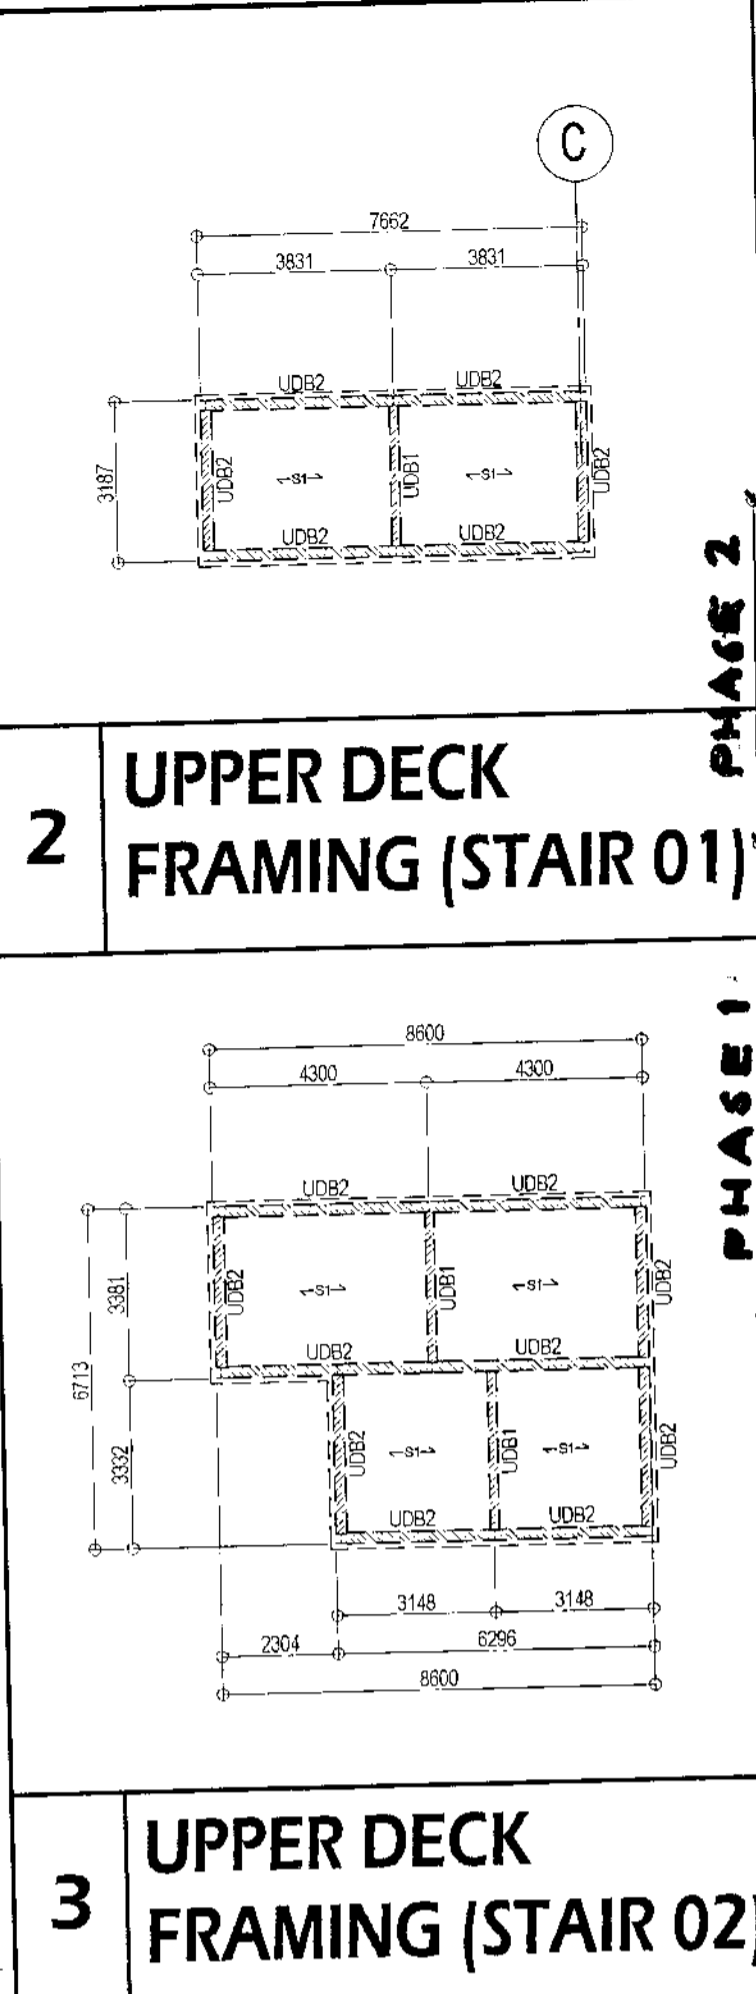 C
7662
3831 3831
UDB2 UDB2
3187
UDB2
S1
UDB1
S1
UDB2
UDB2 UDB2
PHASE 2
2
UPPER DECK
FRAMING (STAIR 01)
PHASE 1
8600
4300 4300
UDB2 UDB2
6713
3381
UDB2
S1
UDB1
S1
UDB2
UDB2 UDB2
3332
UDB2
S1
UDB1
S1
UDB2
UDB2 UDB2
3148 3148
2304 6296
8600
3
UPPER DECK
FRAMING (STAIR 02)